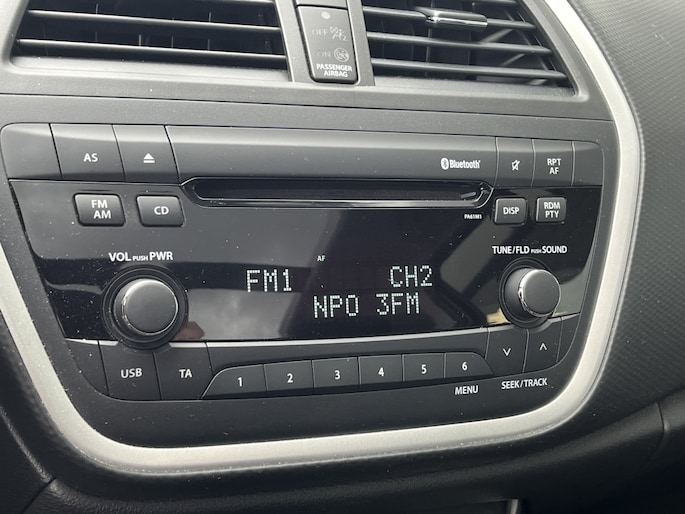 OFF
ON
PASSENGER
AIRBAG
AS
Bluetooth
RPT
AF
FM
AM
CD
DISP
RDM
PTY
PA61M1
VOL PUSH PWR
TUNE/FLD PUSH SOUND
AF
FM1 CH2
NPO 3FM
USB
TA
1 2 3 4 5 6
MENU
SEEK/TRACK